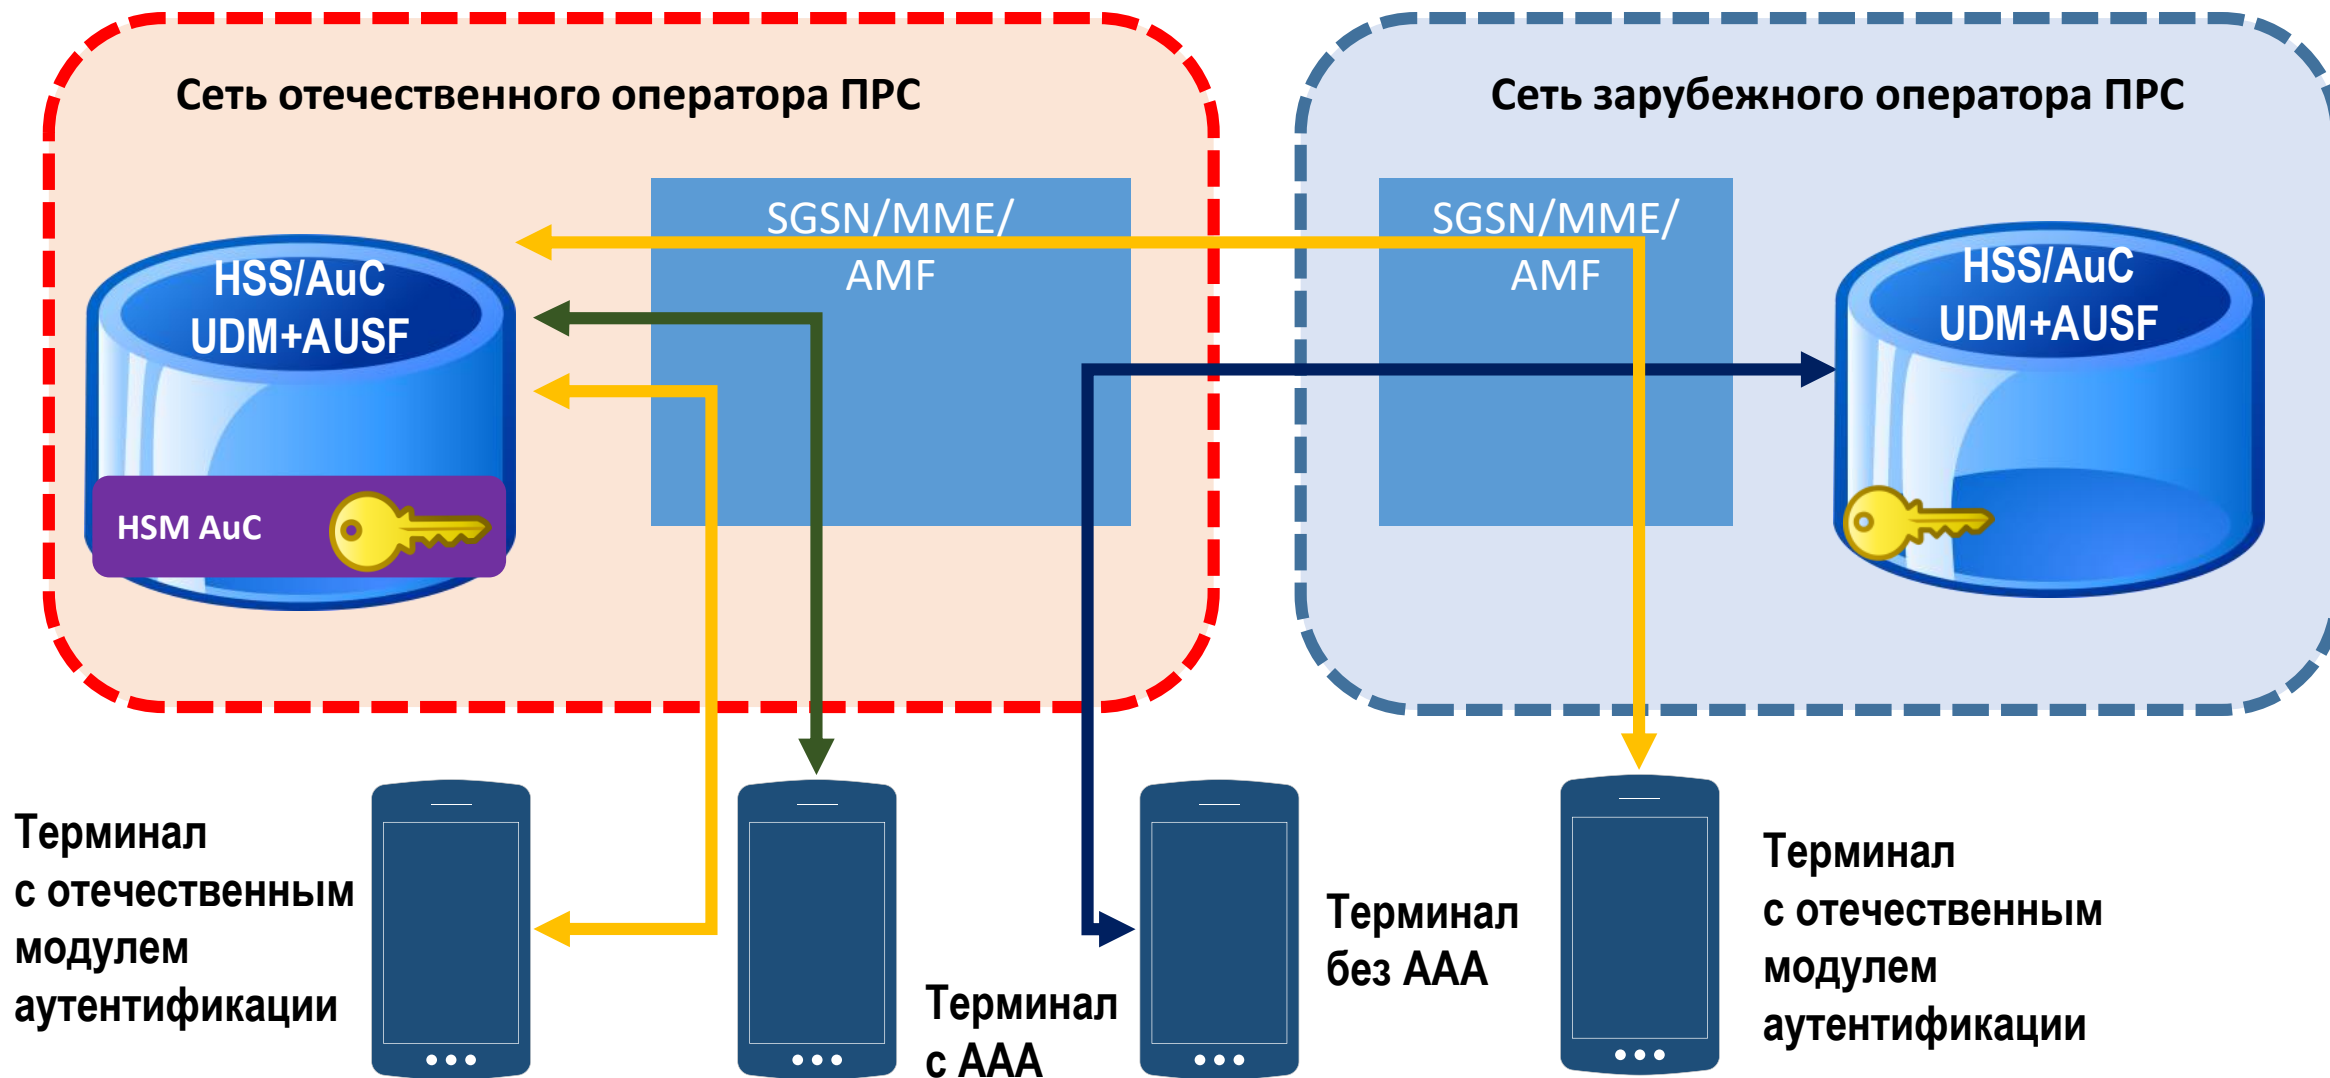 Сеть отечественного оператора ПРС
Сеть зарубежного оператора ПРС
SGSN/MME/
AMF
SGSN/MME/
AMF
HSS/AuC
UDM+AUSF
HSS/AuC
UDM+AUSF
HSM AuC
Терминал
с отечественным
модулем
аутентификации
Терминал
с ААА
Терминал
без ААА
Терминал
с отечественным
модулем
аутентификации